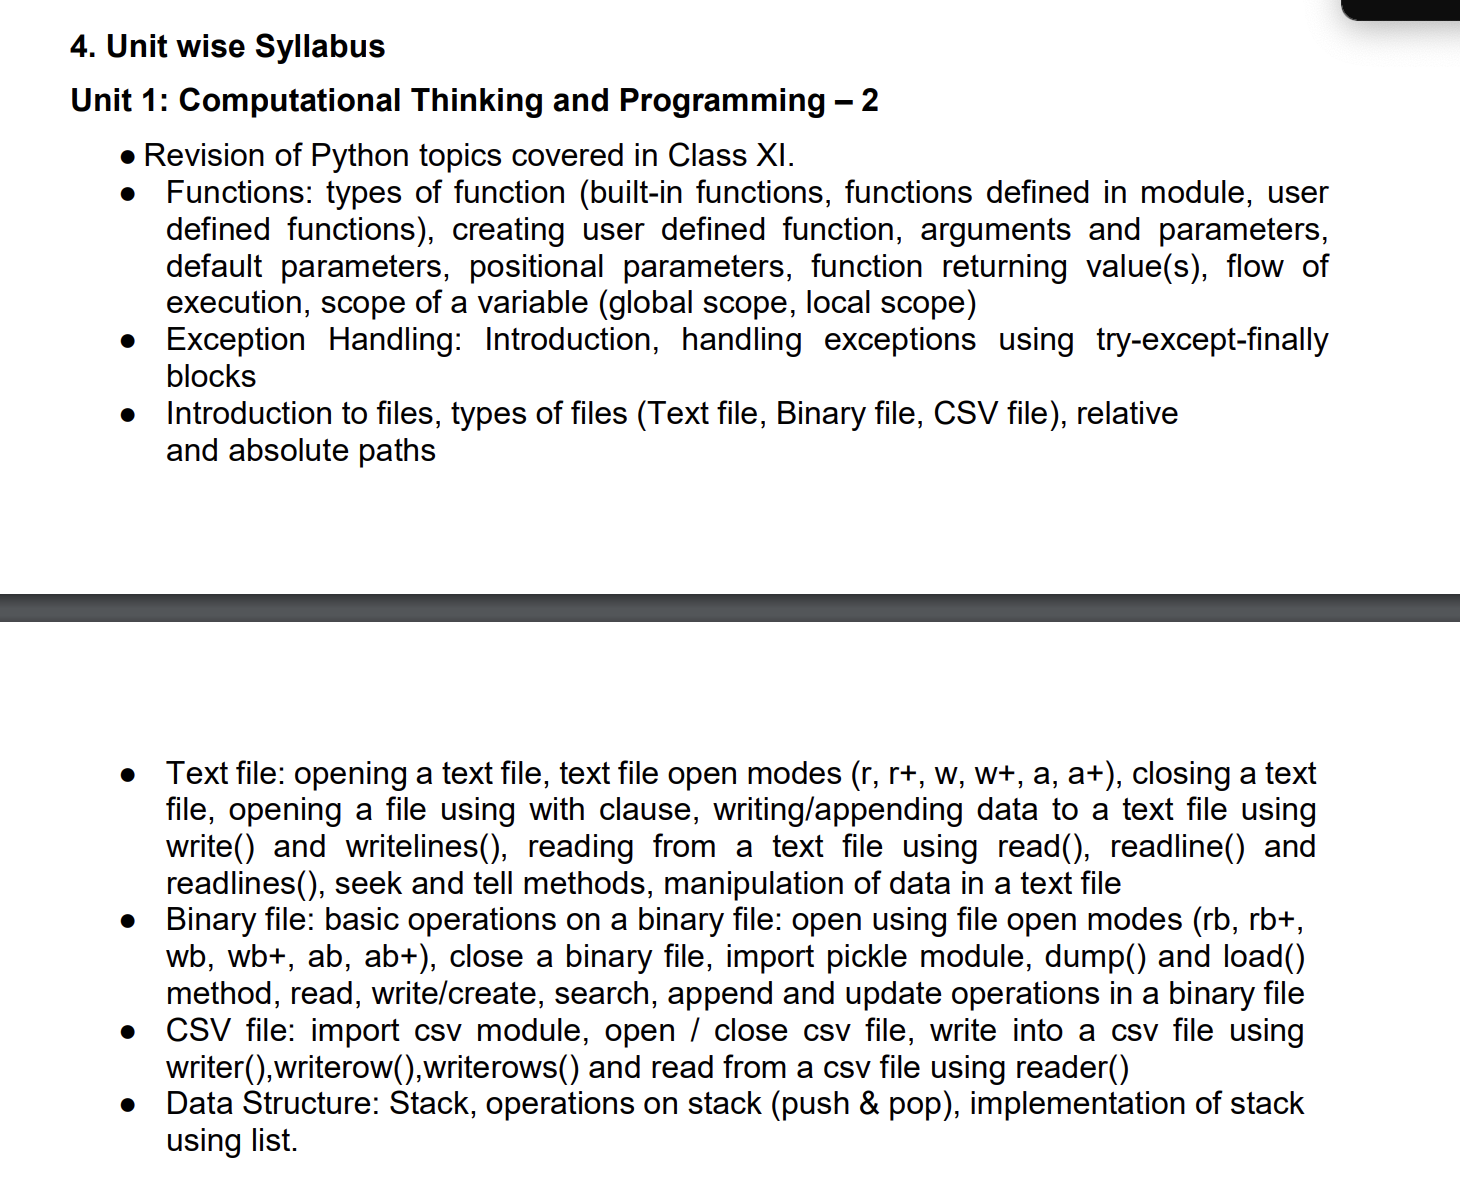 4. Unit wise Syllabus
Unit 1: Computational Thinking and Programming – 2
● Revision of Python topics covered in Class XI.
● Functions: types of function (built-in functions, functions defined in module, user
defined functions), creating user defined function, arguments and parameters,
default parameters, positional parameters, function returning value(s), flow of
execution, scope of a variable (global scope, local scope)
● Exception Handling: Introduction, handling exceptions using try-except-finally
blocks
● Introduction to files, types of files (Text file, Binary file, CSV file), relative
and absolute paths
● Text file: opening a text file, text file open modes (r, r+, w, w+, a, a+), closing a text
file, opening a file using with clause, writing/appending data to a text file using
write() and writelines(), reading from a text file using read(), readline() and
readlines(), seek and tell methods, manipulation of data in a text file
● Binary file: basic operations on a binary file: open using file open modes (rb, rb+,
wb, wb+, ab, ab+), close a binary file, import pickle module, dump() and load()
method, read, write/create, search, append and update operations in a binary file
● CSV file: import csv module, open / close csv file, write into a csv file using
writer(),writerow(),writerows() and read from a csv file using reader()
● Data Structure: Stack, operations on stack (push & pop), implementation of stack
using list.